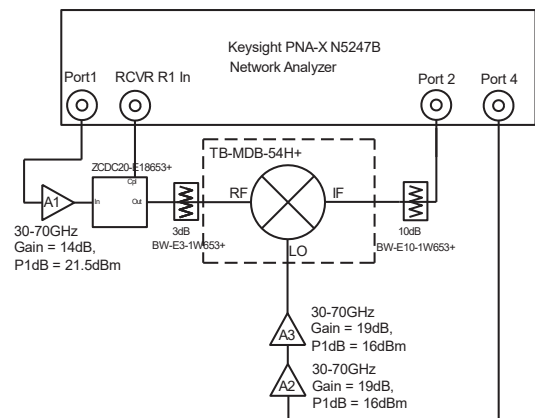 Keysight PNA-X N5247B
Network Analyzer
Port1
RCVR R1 In
Port 2
Port 4
ZCDC20-E18653+
TB-MDB-54H+
Cpl
In
Out
A1
RF
IF
LO
3dB
BW-E3-1W653+
10dB
BW-E10-1W653+
30-70GHz
Gain = 14dB,
P1dB = 21.5dBm
30-70GHz
Gain = 19dB,
P1dB = 16dBm
A3
30-70GHz
Gain = 19dB,
P1dB = 16dBm
A2